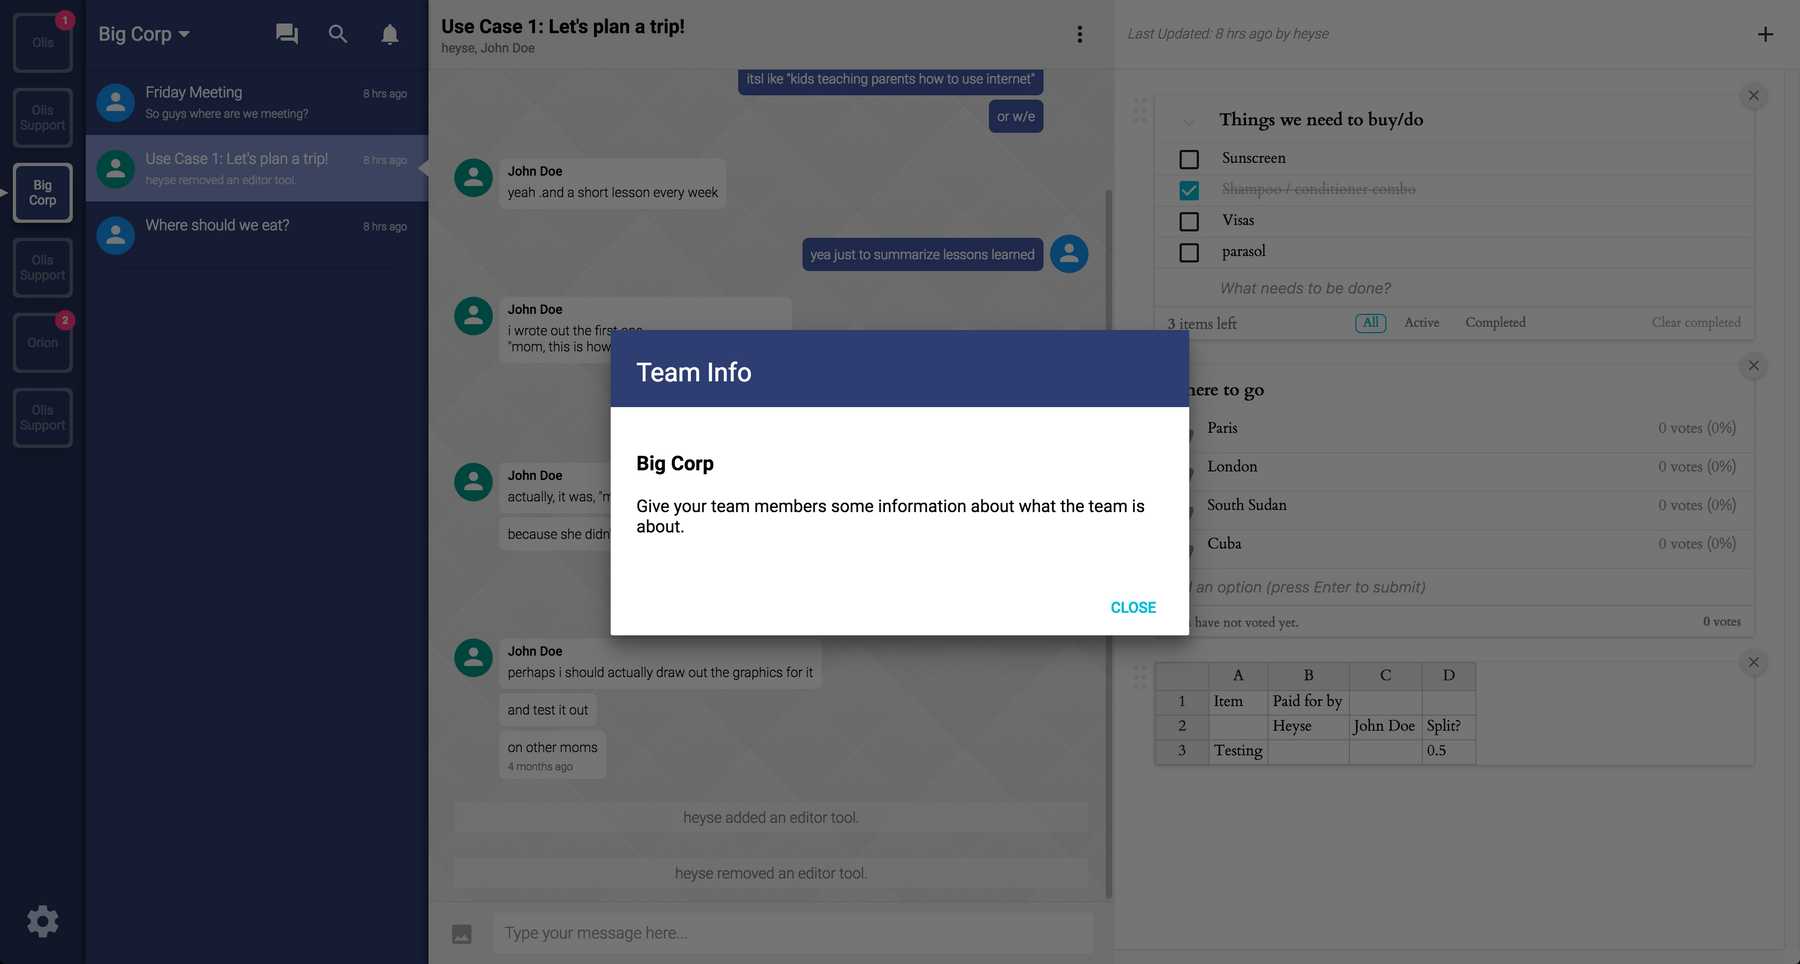 1
Olis
Olis
Support
Big
Corp
Olis
Support
2
Orion
Olis
Support
Big Corp
Friday Meeting
8 hrs ago
So guys where are we meeting?
Use Case 1: Let's plan a trip!
8 hrs ago
heyse removed an editor tool.
Where should we eat?
8 hrs ago
Use Case 1: Let's plan a trip!
heyse, John Doe
itsl ike "kids teaching parents how to use internet"
or w/e
John Doe
yeah .and a short lesson every week
yea just to summarize lessons learned
John Doe
i wrote out the first one
"mom, this is how
John Doe
actually, it was, "m
because she didn
John Doe
perhaps i should actually draw out the graphics for it
and test it out
on other moms
4 months ago
heyse added an editor tool.
heyse removed an editor tool.
Type your message here...
Team Info
Big Corp
Give your team members some information about what the team is
about.
CLOSE
Last Updated: 8 hrs ago by heyse
Things we need to buy/do
Sunscreen
Shampoo / conditioner combo
Visas
parasol
What needs to be done?
3 items left All Active Completed Clear completed
here to go
Paris 0 votes (0%)
London 0 votes (0%)
South Sudan 0 votes (0%)
Cuba 0 votes (0%)
an option (press Enter to submit)
have not voted yet. 0 votes
A B C D
1 Item Paid for by
2 Heyse John Doe Split?
3 Testing 0.5